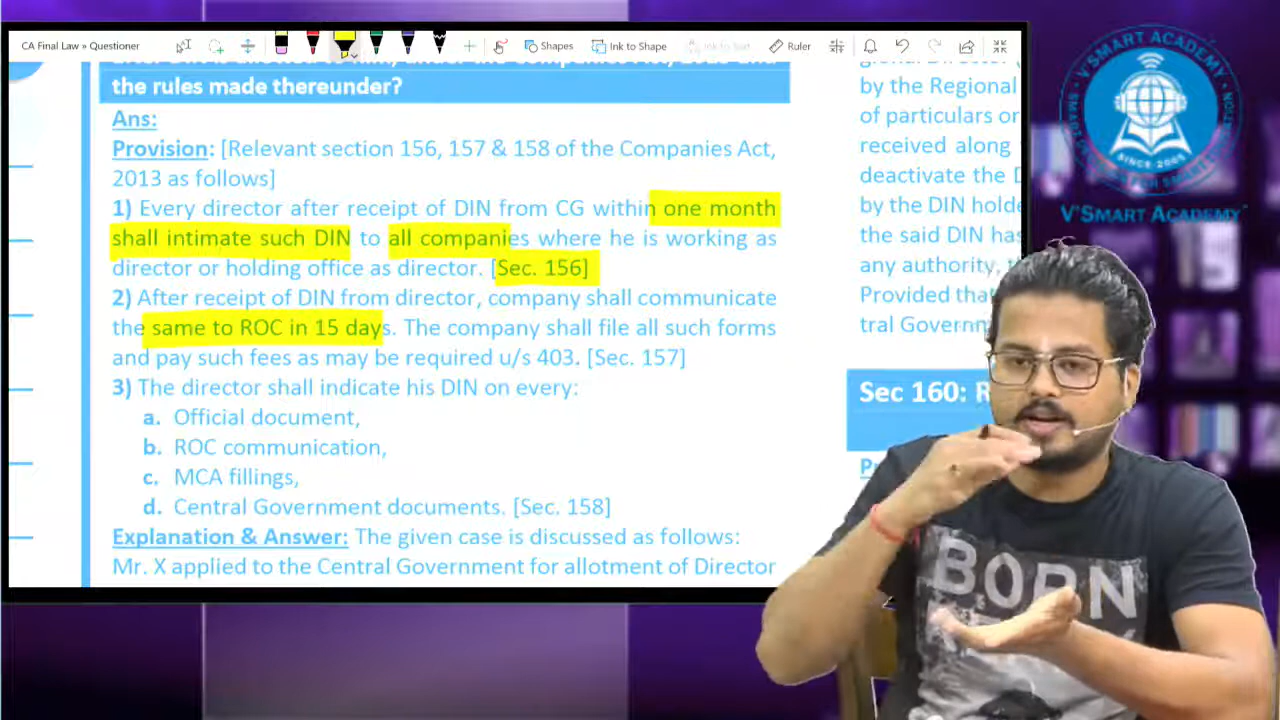 CA Final Law » Questioner
Shapes
Ink to Shape
Ink to Text
Ruler
the rules made thereunder?
Ans:
Provision: [Relevant section 156, 157 & 158 of the Companies Act,
2013 as follows]
1) Every director after receipt of DIN from CG within one month
shall intimate such DIN to all companies where he is working as
director or holding office as director. [Sec. 156]
2) After receipt of DIN from director, company shall communicate
the same to ROC in 15 days. The company shall file all such forms
and pay such fees as may be required u/s 403. [Sec. 157]
3) The director shall indicate his DIN on every:
a. Official document,
b. ROC communication,
c. MCA fillings,
d. Central Government documents. [Sec. 158]
Explanation & Answer: The given case is discussed as follows:
Mr. X applied to the Central Government for allotment of Director
by the Regional
of particulars or
received along
deactivate the
by the DIN holde
the said DIN has
any authority,
Provided that
tral Governm
Sec 160: R
V'SMART ACADEMY
SINCE-2005
V'SMart Academy
BORN